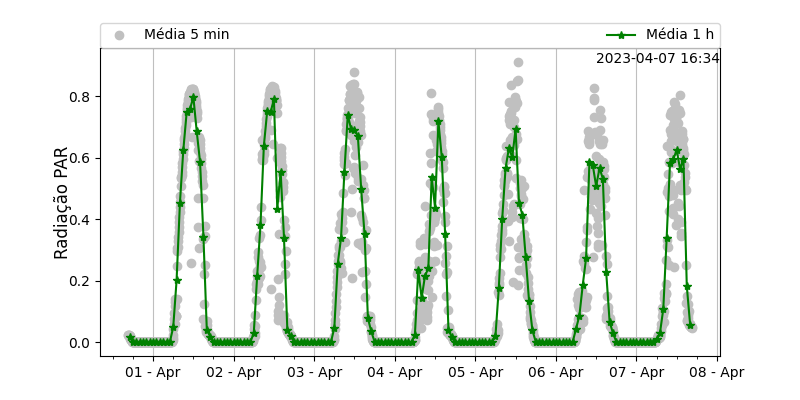 Média 5 min
Média 1 h
2023-04-07 16:34
Radiação PAR
0.8
0.6
0.4
0.2
0.0
01 - Apr
02 - Apr
03 - Apr
04 - Apr
05 - Apr
06 - Apr
07 - Apr
08 - Apr